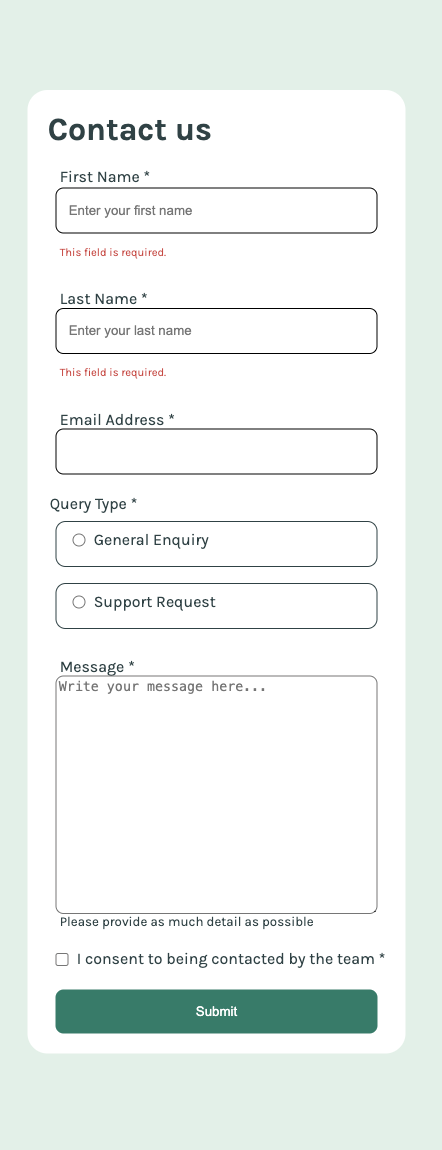 Contact us
First Name *
Enter your first name
This field is required.
Last Name *
Enter your last name
This field is required.
Email Address *
Query Type *
General Enquiry
Support Request
Message *
Write your message here...
Please provide as much detail as possible
I consent to being contacted by the team *
Submit